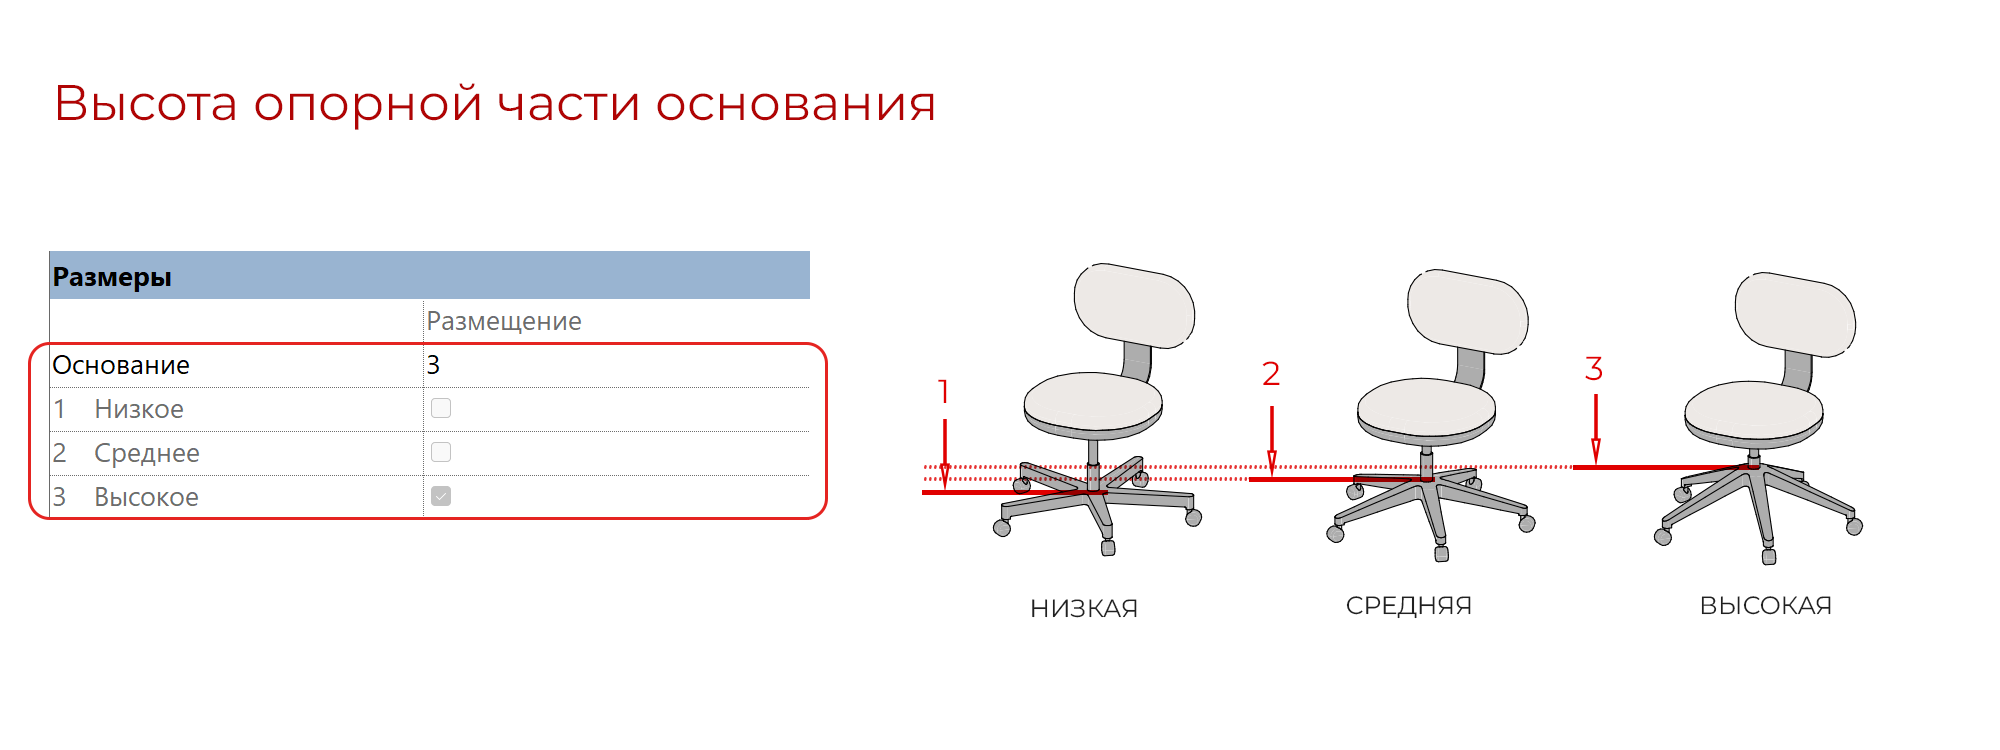 Высота опорной части основания
Размеры
Размещение
Основание 3
1 Низкое
2 Среднее
3 Высокое
1
2
3
НИЗКАЯ
СРЕДНЯЯ
ВЫСОКАЯ